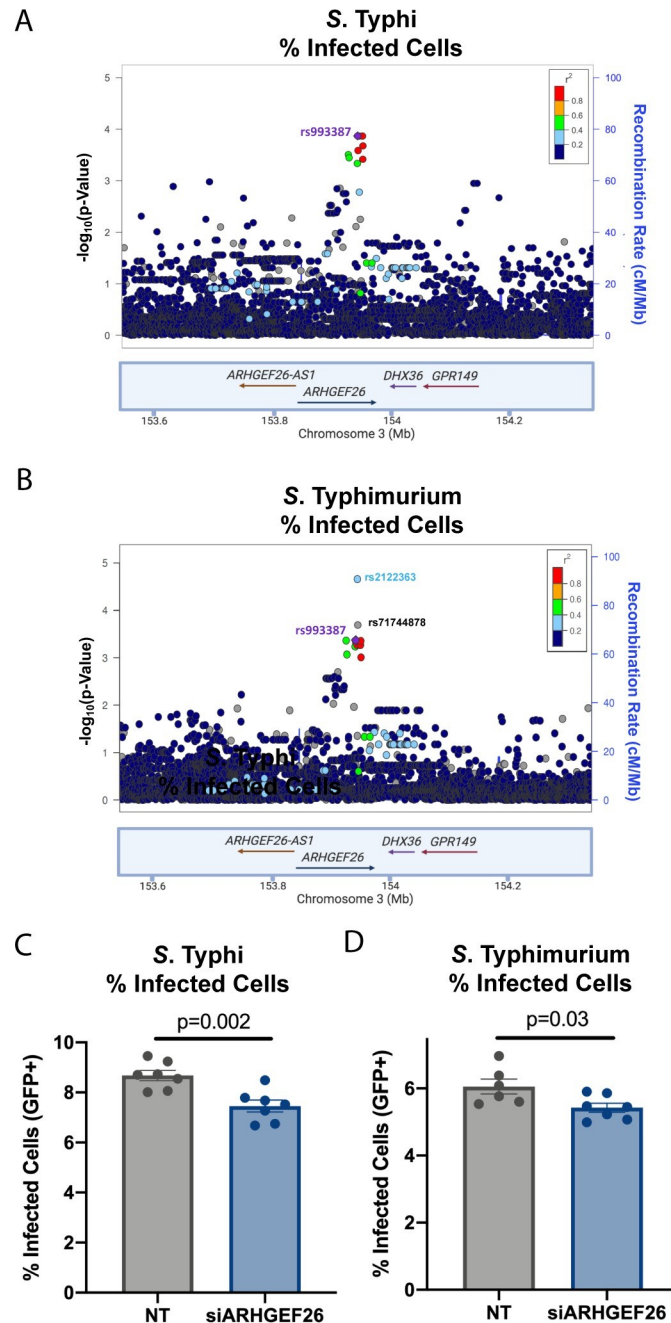 A
S. Typhi
% Infected Cells
5
4
3
2
1
0
-log10(p-Value)
rs993387
r²
0.8
0.6
0.4
0.2
100
80
60
40
20
0
Recombination Rate (cM/Mb)
ARHGEF26-AS1
ARHGEF26
DHX36
GPR149
153.6
153.8
154
154.2
Chromosome 3 (Mb)
B
S. Typhimurium
% Infected Cells
5
4
3
2
1
0
-log10(p-Value)
rs2122363
rs71744878
rs993387
r²
0.8
0.6
0.4
0.2
100
80
60
40
20
0
Recombination Rate (cM/Mb)
S. Typhi
% Infected Cells
ARHGEF26-AS1
ARHGEF26
DHX36
GPR149
153.6
153.8
154
154.2
Chromosome 3 (Mb)
C
S. Typhi
% Infected Cells
p=0.002
10
8
6
4
2
0
% Infected Cells (GFP+)
NT
siARHGEF26
D
S. Typhimurium
% Infected Cells
p=0.03
6
4
2
0
% Infected Cells (GFP+)
NT
siARHGEF26